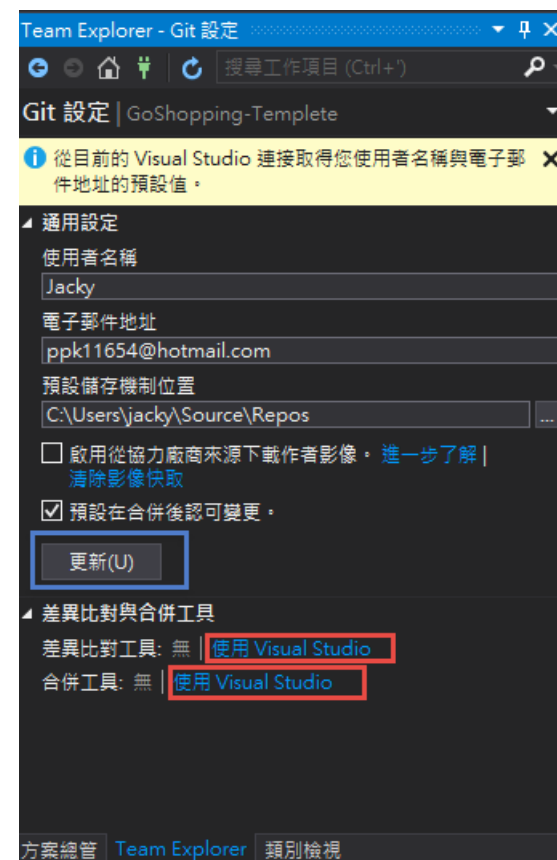 Team Explorer - Git 設定
搜尋工作項目 (Ctrl+')
Git 設定 | GoShopping-Templete
從目前的 Visual Studio 連接取得您使用者名稱與電子郵
件地址的預設值。
通用設定
使用者名稱
Jacky
電子郵件地址
ppk11654@hotmail.com
預設儲存機制位置
C:\Users\jacky\Source\Repos
...
啟用從協力廠商來源下載作者影像。 進一步了解 |
清除影像快取
預設在合併後認可變更。
更新(U)
差異比對與合併工具
差異比對工具: 無 | 使用 Visual Studio
合併工具: 無 | 使用 Visual Studio
方案總管 Team Explorer 類別檢視